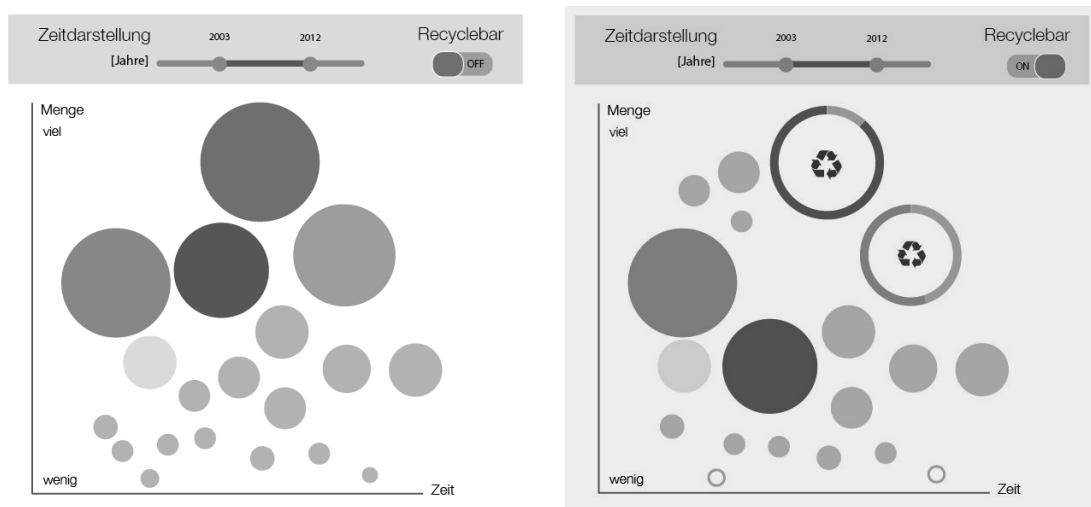 Zeitdarstellung
[Jahre]
2003
2012
Recyclebar
OFF
Menge
viel
wenig
Zeit
Zeitdarstellung
[Jahre]
2003
2012
Recyclebar
ON
Menge
viel
wenig
Zeit